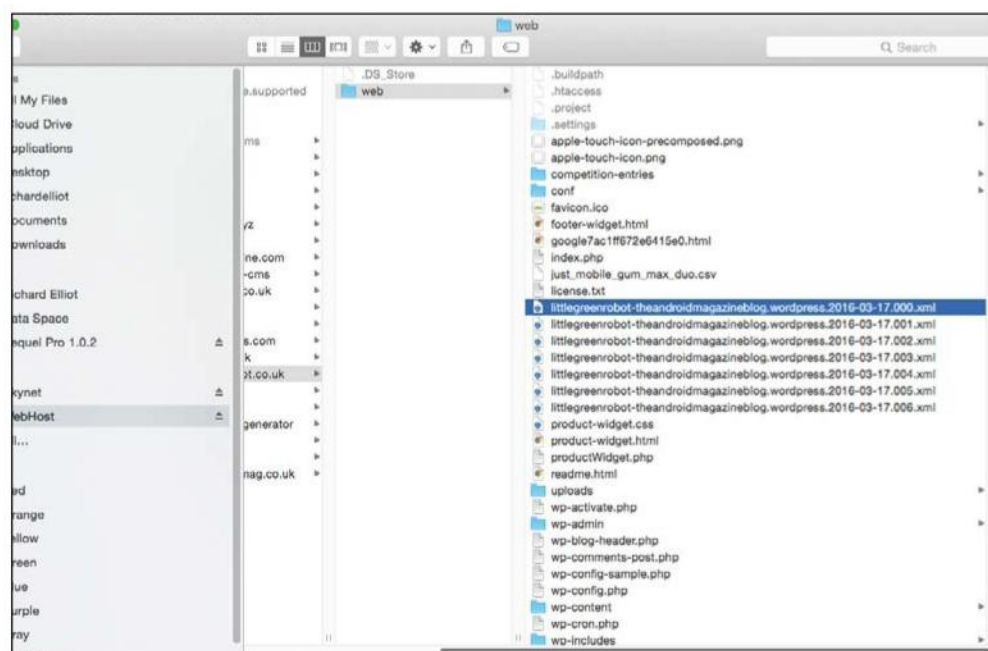 web
Search
s
l My Files
loud Drive
pplications
esktop
chardelliot
ocuments
ownloads
ichard Elliot
ata Space
equel Pro 1.0.2
kynet
ebHost
ll...
ed
range
ellow
reen
lue
urple
ray
e.supported
ms
yz
ne.com
-cms
co.uk
s.com
k
ot.co.uk
generator
mag.co.uk
.DS_Store
web
.buildpath
.htaccess
.project
.settings
apple-touch-icon-precomposed.png
apple-touch-icon.png
competition-entries
conf
favicon.ico
footer-widget.html
google7ac1ff672e6415e0.html
index.php
just_mobile_gum_max_duo.csv
license.txt
littlegreenrobot-theandroidmagazineblog.wordpress.2016-03-17.000.xml
littlegreenrobot-theandroidmagazineblog.wordpress.2016-03-17.001.xml
littlegreenrobot-theandroidmagazineblog.wordpress.2016-03-17.002.xml
littlegreenrobot-theandroidmagazineblog.wordpress.2016-03-17.003.xml
littlegreenrobot-theandroidmagazineblog.wordpress.2016-03-17.004.xml
littlegreenrobot-theandroidmagazineblog.wordpress.2016-03-17.005.xml
littlegreenrobot-theandroidmagazineblog.wordpress.2016-03-17.006.xml
product-widget.css
product-widget.html
productWidget.php
readme.html
uploads
wp-activate.php
wp-admin
wp-blog-header.php
wp-comments-post.php
wp-config-sample.php
wp-config.php
wp-content
wp-cron.php
wp-includes